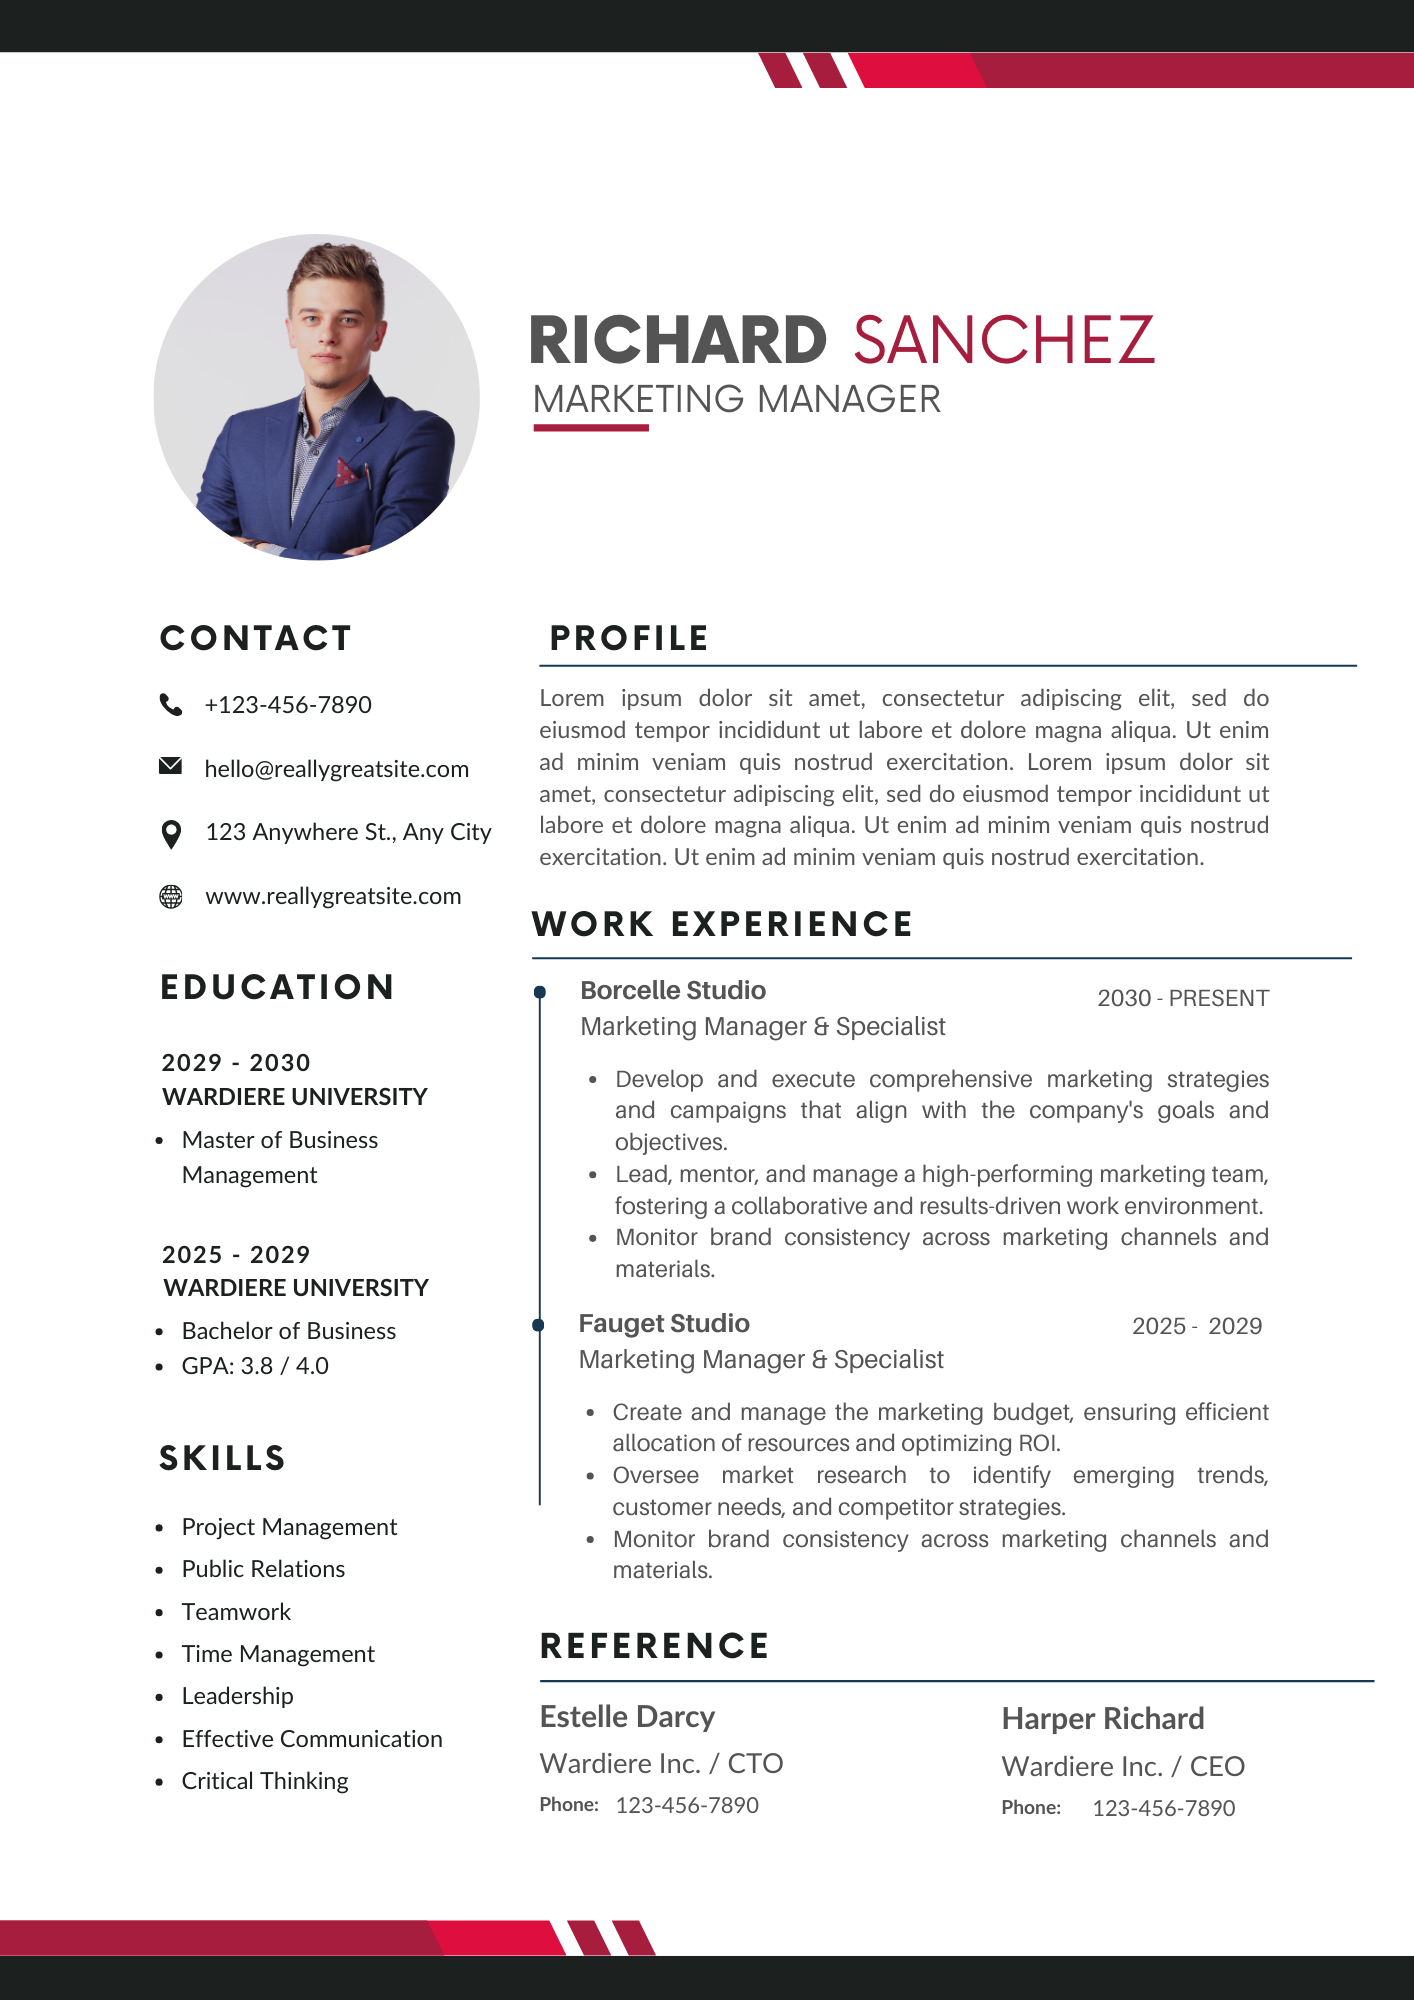 RICHARD SANCHEZ
MARKETING MANAGER
CONTACT
+123-456-7890
hello@reallygreatsite.com
123 Anywhere St., Any City
www.reallygreatsite.com
EDUCATION
2029 - 2030
WARDIERE UNIVERSITY
• Master of Business
Management
2025 - 2029
WARDIERE UNIVERSITY
• Bachelor of Business
• GPA: 3.8 / 4.0
SKILLS
• Project Management
• Public Relations
• Teamwork
• Time Management
• Leadership
• Effective Communication
• Critical Thinking
PROFILE
Lorem ipsum dolor sit amet, consectetur adipiscing elit, sed do
eiusmod tempor incididunt ut labore et dolore magna aliqua. Ut enim
ad minim veniam quis nostrud exercitation. Lorem ipsum dolor sit
amet, consectetur adipiscing elit, sed do eiusmod tempor incididunt ut
labore et dolore magna aliqua. Ut enim ad minim veniam quis nostrud
exercitation. Ut enim ad minim veniam quis nostrud exercitation.
WORK EXPERIENCE
Borcelle Studio
2030 - PRESENT
Marketing Manager & Specialist
• Develop and execute comprehensive marketing strategies
and campaigns that align with the company's goals and
objectives.
• Lead, mentor, and manage a high-performing marketing team,
fostering a collaborative and results-driven work environment.
• Monitor brand consistency across marketing channels and
materials.
Fauget Studio
2025 - 2029
Marketing Manager & Specialist
• Create and manage the marketing budget, ensuring efficient
allocation of resources and optimizing ROI.
• Oversee market research to identify emerging trends,
customer needs, and competitor strategies.
• Monitor brand consistency across marketing channels and
materials.
REFERENCE
Estelle Darcy
Wardiere Inc. / CTO
Phone: 123-456-7890
Harper Richard
Wardiere Inc. / CEO
Phone: 123-456-7890